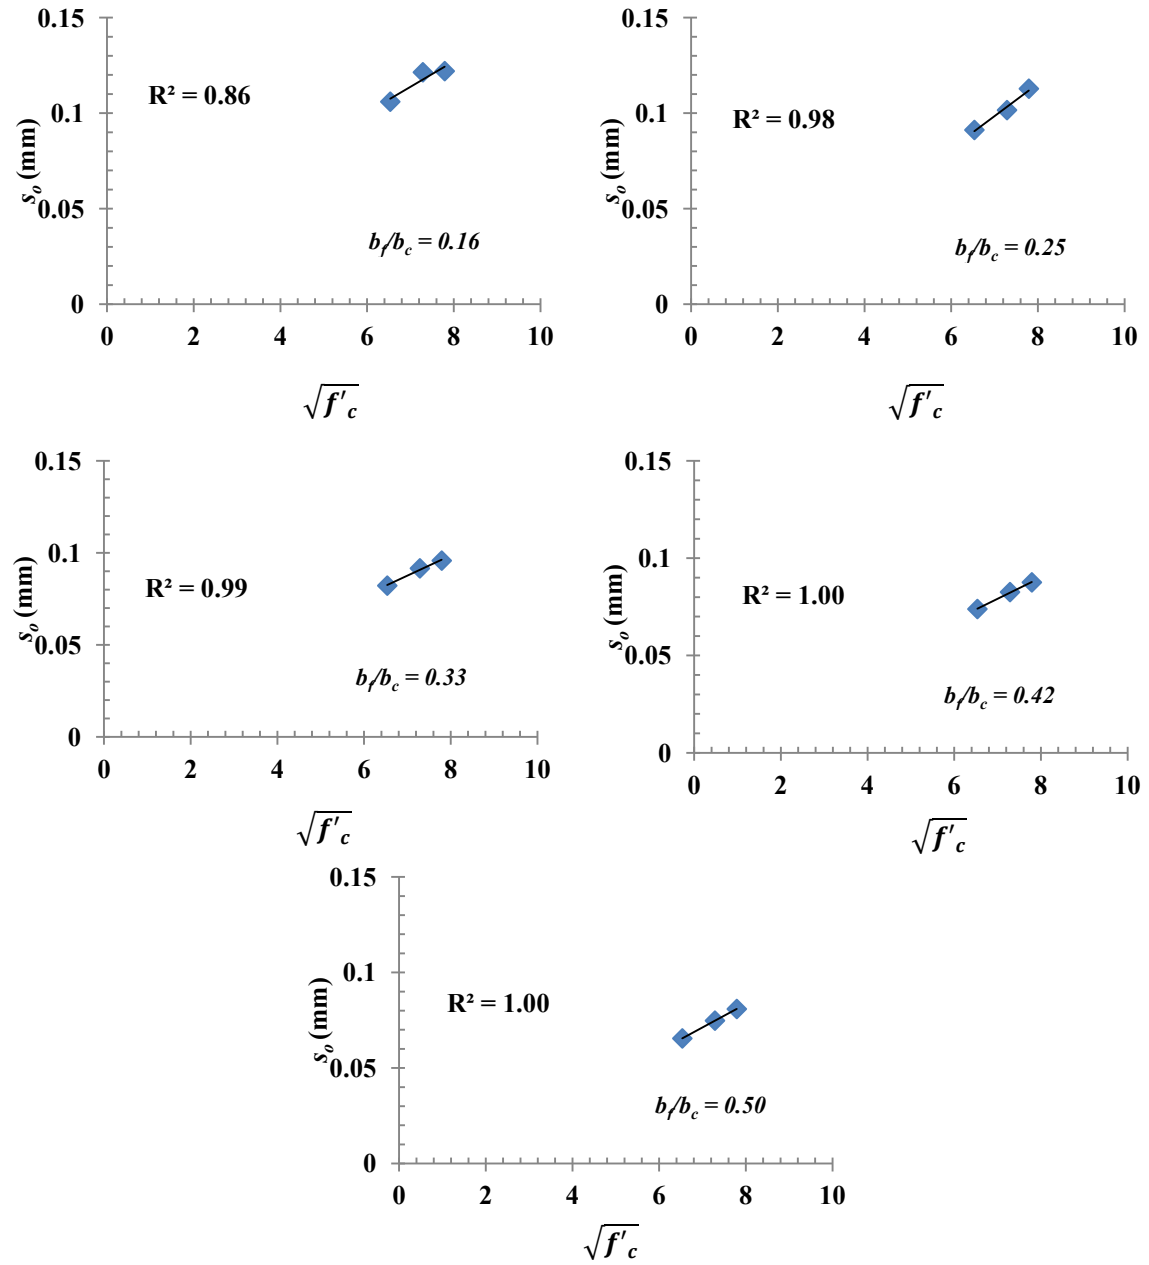 0.15 0.15
R² = 0.86
0.1 0.1
R² = 0.98
s_o (mm) s_o (mm)
0.05 0.05
b_f/b_c = 0.16 b_f/b_c = 0.25
0 0
0 2 4 6 8 10 0 2 4 6 8 10
√f'_c √f'_c
0.15 0.15
0.1 0.1
R² = 0.99 R² = 1.00
s_o (mm) s_o (mm)
0.05 0.05
b_f/b_c = 0.33 b_f/b_c = 0.42
0 0
0 2 4 6 8 10 0 2 4 6 8 10
√f'_c √f'_c
0.15
0.1
R² = 1.00
s_o (mm)
0.05
b_f/b_c = 0.50
0
0 2 4 6 8 10
√f'_c